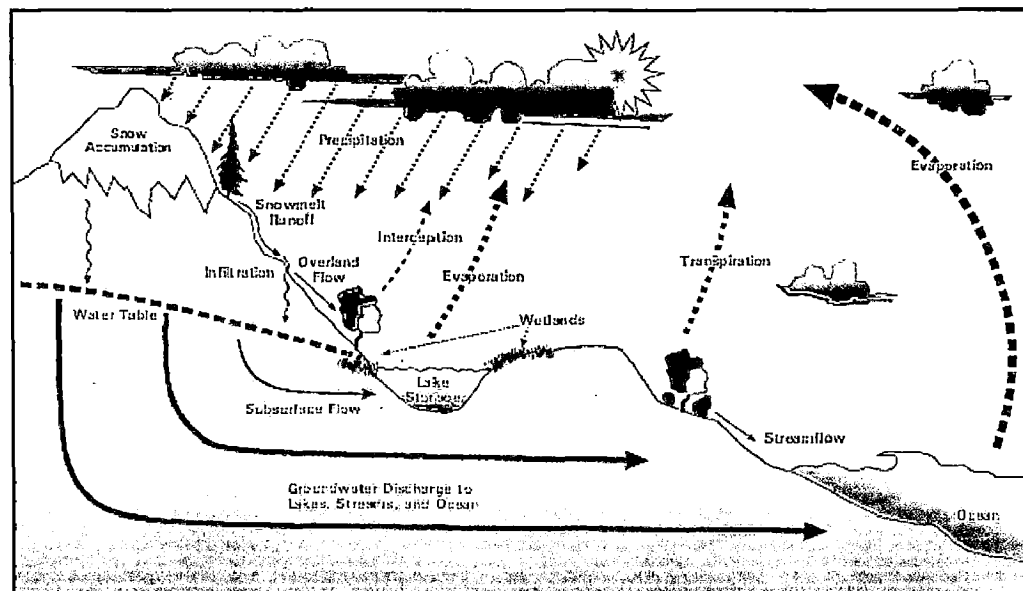 Snow
Accumulation
Precipitation
Evaporation
Snowmelt
Runoff
Interception
Overland
Flow
Infiltration
Evaporation
Transpiration
Water Table
Wetlands
Lake
Storage
Subsurface Flow
Streamflow
Groundwater Discharge to
Lakes, Streams, and Ocean
Ocean